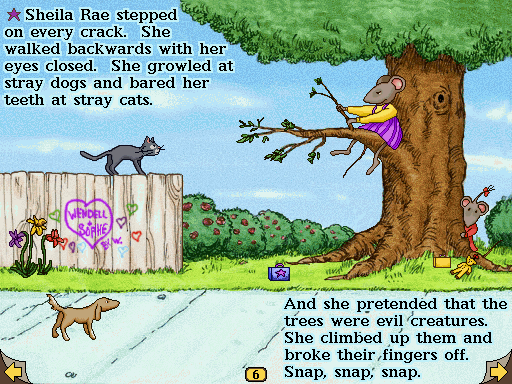 Sheila Rae stepped
on every crack. She
walked backwards with her
eyes closed. She growled at
stray dogs and bared her
teeth at stray cats.
WENDELL
SOPHIE
BY W.
And she pretended that the
trees were evil creatures.
She climbed up them and
broke their fingers off.
Snap, snap, snap.
6